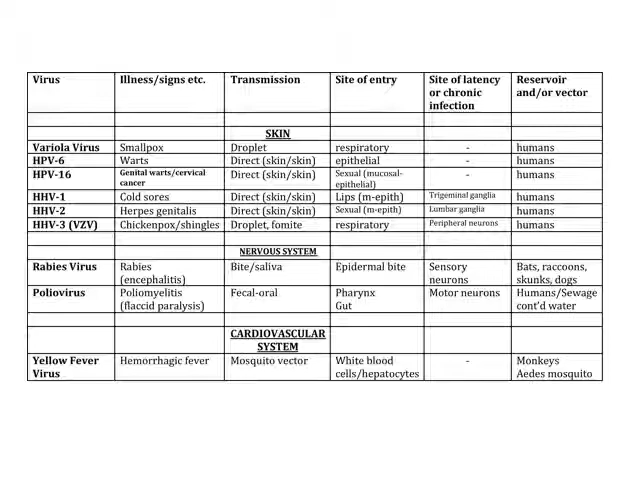 Virus Illness/signs etc. Transmission Site of entry Site of latency Reservoir
or chronic and/or vector
infection
SKIN
Variola Virus Smallpox Droplet respiratory - humans
HPV-6 Warts Direct (skin/skin) epithelial - humans
HPV-16 Genital warts/cervical Direct (skin/skin) Sexual (mucosal- - humans
cancer epithelial)
HHV-1 Cold sores Direct (skin/skin) Lips (m-epith) Trigeminal ganglia humans
HHV-2 Herpes genitalis Direct (skin/skin) Sexual (m-epith) Lumbar ganglia humans
HHV-3 (VZV) Chickenpox/shingles Droplet, fomite respiratory Peripheral neurons humans
NERVOUS SYSTEM
Rabies Virus Rabies Bite/saliva Epidermal bite Sensory Bats, raccoons,
(encephalitis) neurons skunks, dogs
Poliovirus Poliomyelitis Fecal-oral Pharynx Motor neurons Humans/Sewage
(flaccid paralysis) Gut cont'd water
CARDIOVASCULAR
SYSTEM
Yellow Fever Hemorrhagic fever Mosquito vector White blood - Monkeys
Virus cells/hepatocytes Aedes mosquito